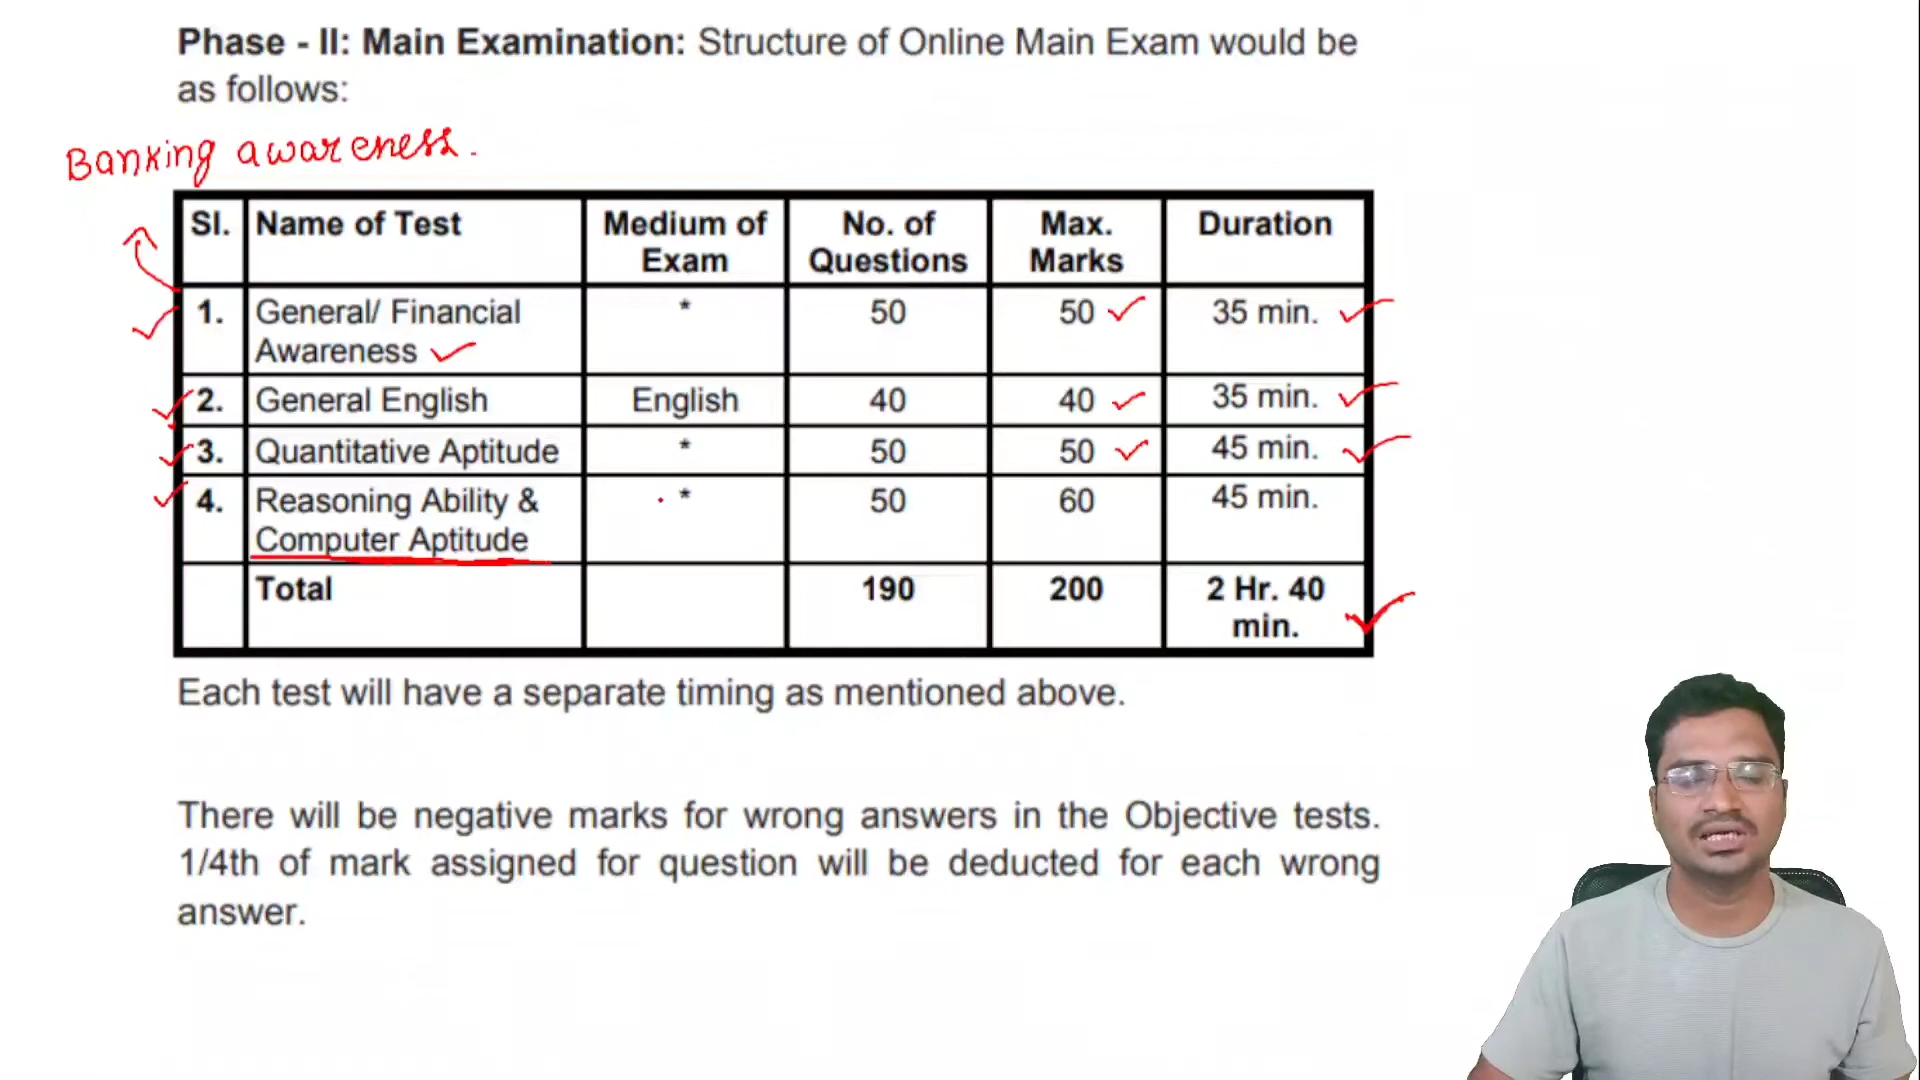 Phase - II: Main Examination: Structure of Online Main Exam would be
as follows:
Banking awareness.
Sl. Name of Test Medium of Exam No. of Questions Max. Marks Duration
1. General/ Financial Awareness * 50 50 35 min.
2. General English English 40 40 35 min.
3. Quantitative Aptitude * 50 50 45 min.
4. Reasoning Ability & Computer Aptitude * 50 60 45 min.
Total 190 200 2 Hr. 40 min.
Each test will have a separate timing as mentioned above.
There will be negative marks for wrong answers in the Objective tests.
1/4th of mark assigned for question will be deducted for each wrong
answer.